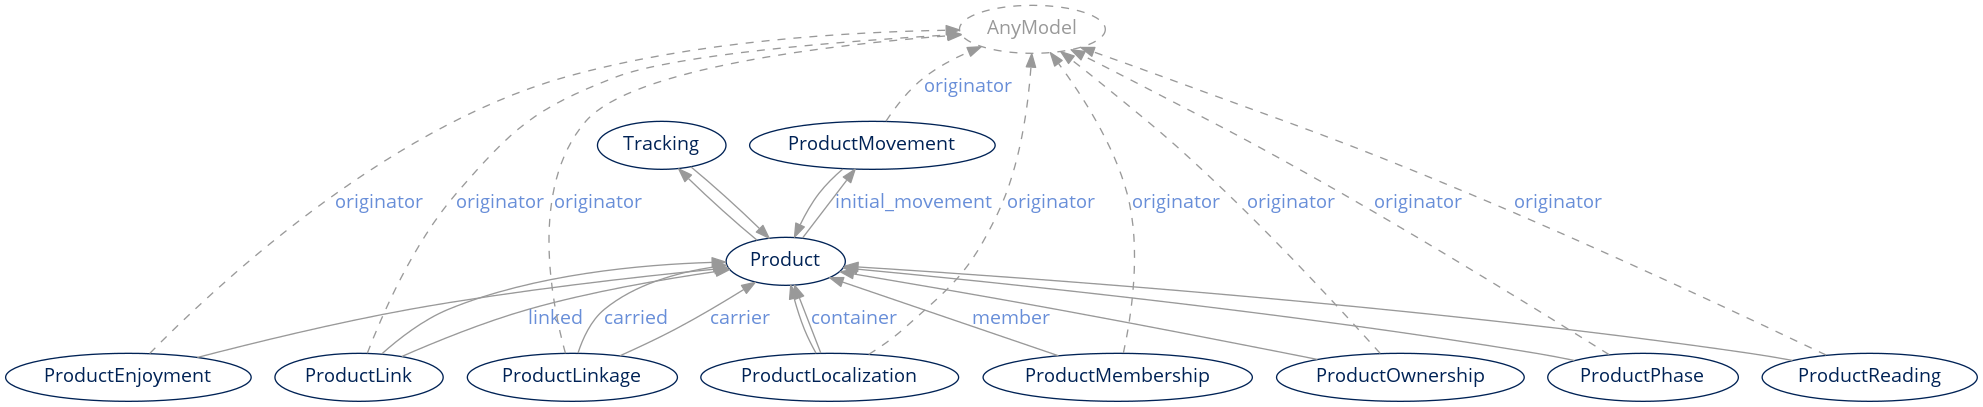 AnyModel
originator
Tracking
ProductMovement
originator
originator
originator
initial_movement
originator
originator
originator
originator
originator
Product
linked
carried
carrier
container
member
ProductEnjoyment
ProductLink
ProductLinkage
ProductLocalization
ProductMembership
ProductOwnership
ProductPhase
ProductReading